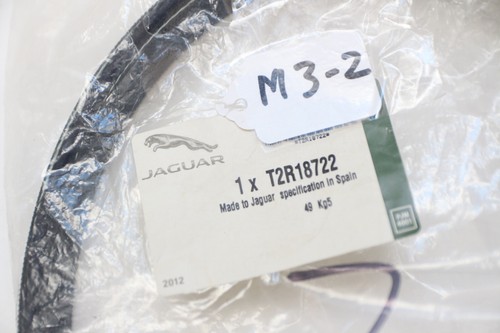 M3-2
JAGUAR
1 x T2R18722
Made to Jaguar specification in Spain
49 Kg5
2012